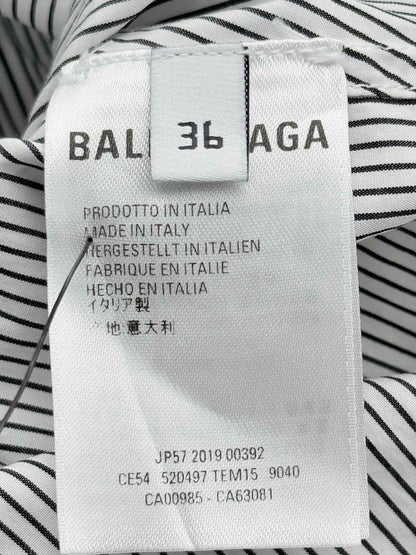 BAL 36 AGA
PRODOTTO IN ITALIA
MADE IN ITALY
HERGESTELLT IN ITALIEN
FABRIQUE EN ITALIE
HECHO EN ITALIA
イタリア製
地:意大利
JP57 2019 00392
CE54 520497 TEM15 9040
CA00985 - CA63081